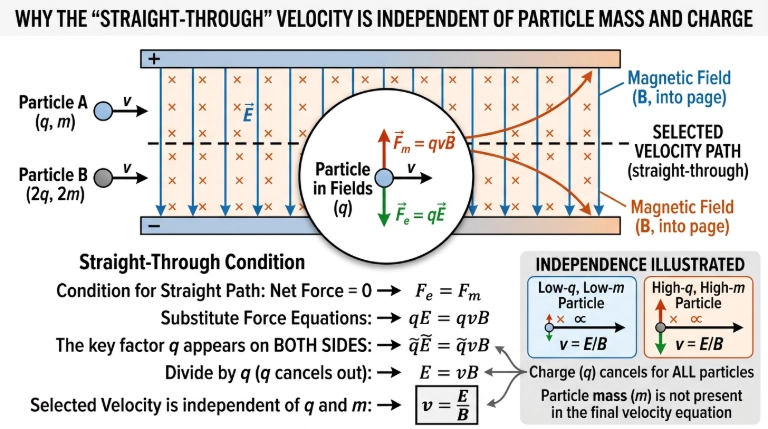 WHY THE “STRAIGHT-THROUGH” VELOCITY IS INDEPENDENT OF PARTICLE MASS AND CHARGE
+
Particle A
(q, m)
v
E⃗
Magnetic Field
(B, into page)
F⃗m = qvB⃗
SELECTED
VELOCITY PATH
(straight-through)
Particle B
(2q, 2m)
v
Particle
in Fields
(q)
v
F⃗e = qE⃗
Magnetic Field
(B, into page)
−
Straight-Through Condition
Condition for Straight Path: Net Force = 0 → Fe = Fm
Substitute Force Equations: → qE = qvB
The key factor q appears on BOTH SIDES: → q̃Ẽ̃ = q̃vB
Divide by q (q cancels out): → E = vB
Selected Velocity is independent of q and m: → v = E/B
INDEPENDENCE ILLUSTRATED
Low-q, Low-m
Particle
× ∝
v = E/B
High-q, High-m
Particle
× ∝
v = E/B
Charge (q) cancels for ALL particles
Particle mass (m) is not present
in the final velocity equation